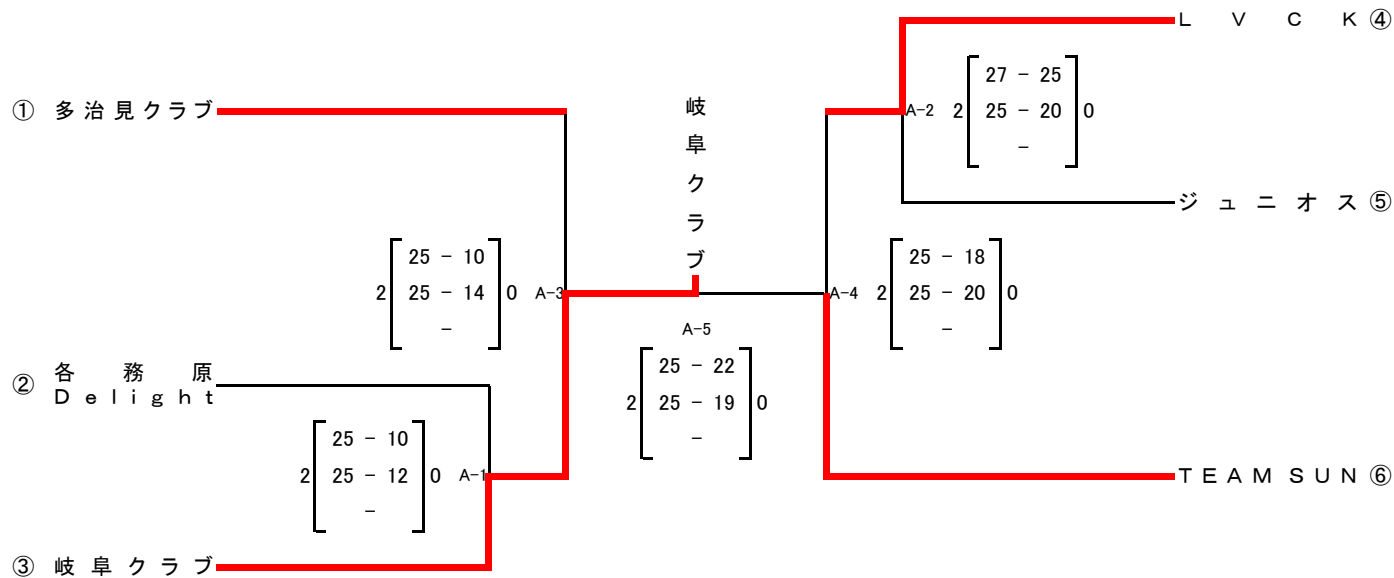 ＬＶＣＫ ④
① 多治見クラブ
岐阜クラブ
A-2 2 0
27 - 25
25 - 20
-
ジュニオス ⑤
2 0 A-3
25 - 10
25 - 14
-
A-4 2 0
25 - 18
25 - 20
-
A-5
2 0
25 - 22
25 - 19
-
② 各務原
Ｄｅｌｉｇｈｔ
2 0 A-1
25 - 10
25 - 12
-
ＴＥＡＭ ＳＵＮ ⑥
③ 岐阜クラブ